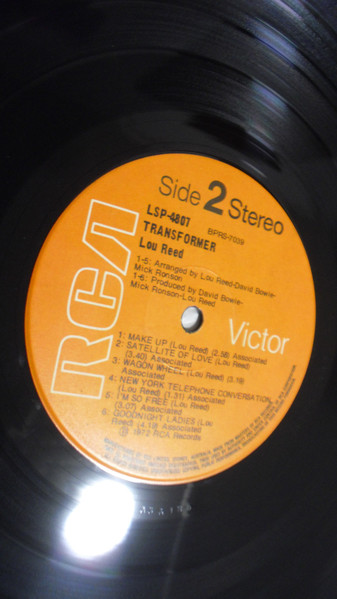 RCA
Victor
Side 2 Stereo
LSP-4807
BPRS-7039
TRANSFORMER
Lou Reed
1-5: Arranged by Lou Reed-David Bowie-
Mick Ronson
1-6: Produced by David Bowie-
Mick Ronson-Lou Reed
1: MAKE UP (Lou Reed) (2.58) Associated
2: SATELLITE OF LOVE (Lou Reed)
(3.40) Associated
3: WAGON WHEEL (Lou Reed) (3.19)
Associated
4: NEW YORK TELEPHONE CONVERSATION
(Lou Reed) (1.31) Associated
5: I'M SO FREE (Lou Reed)
(3.07) Associated
6: GOODNIGHT LADIES (Lou
Reed) (4.19) Associated
Ⓟ 1972 RCA Records